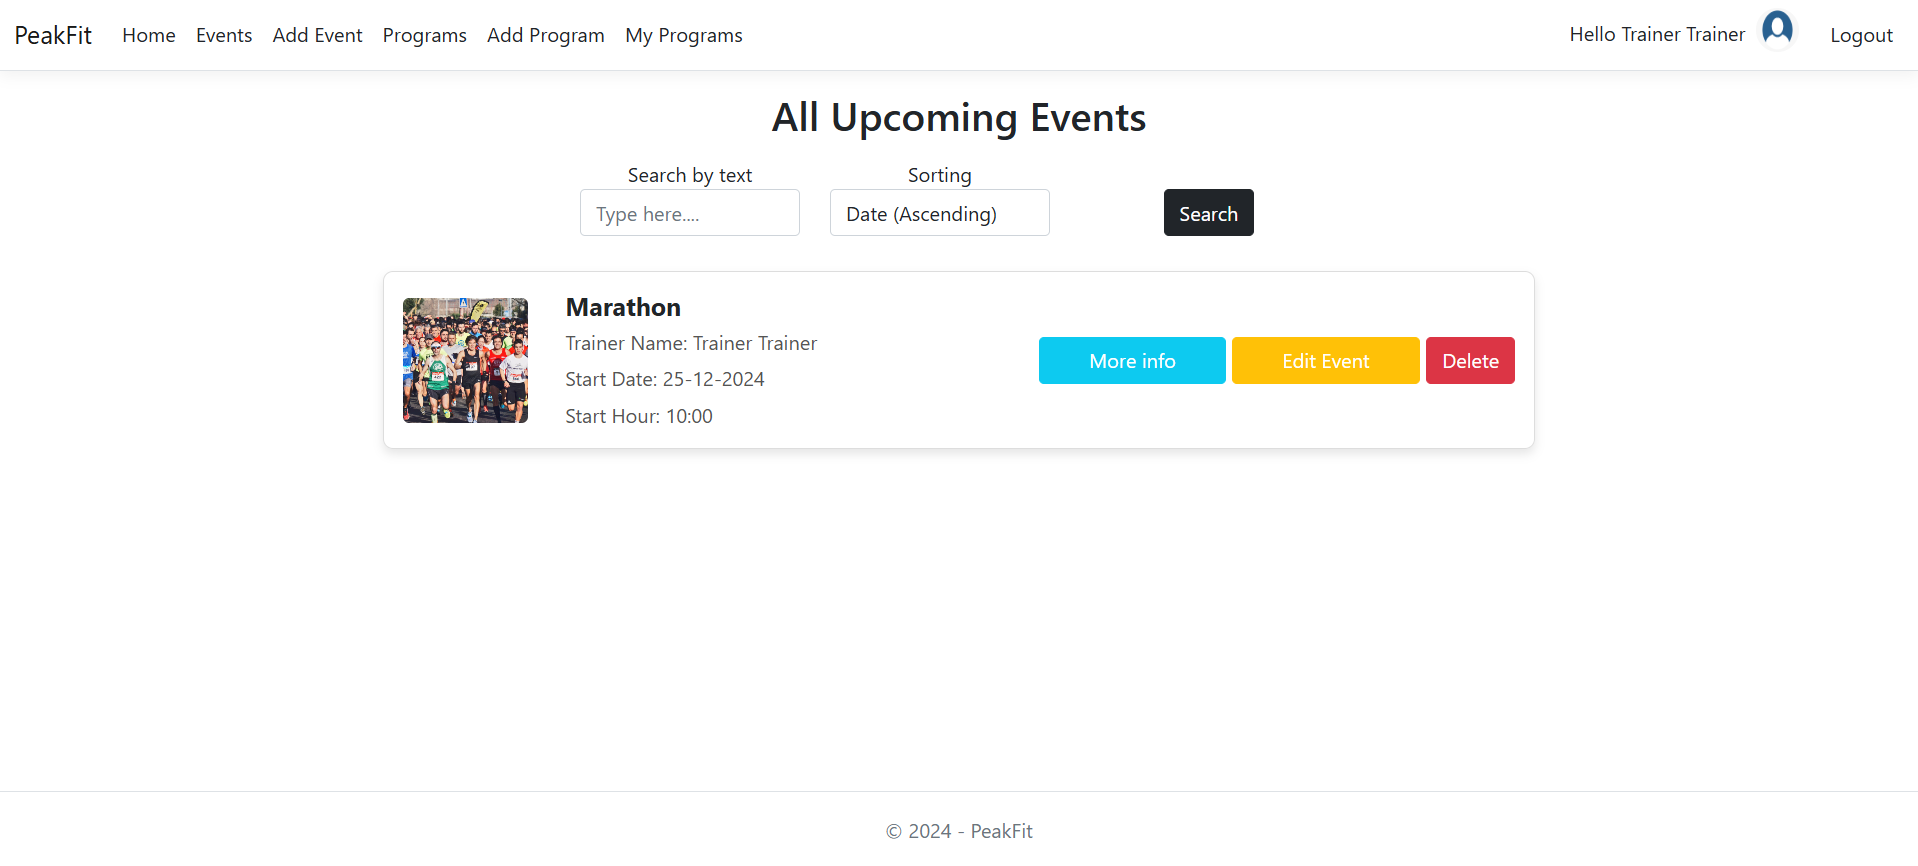 PeakFit Home Events Add Event Programs Add Program My Programs Hello Trainer Trainer Logout
All Upcoming Events
Search by text Sorting
Type here.... Date (Ascending) Search
Marathon
Trainer Name: Trainer Trainer
Start Date: 25-12-2024
Start Hour: 10:00
More info Edit Event Delete
© 2024 - PeakFit